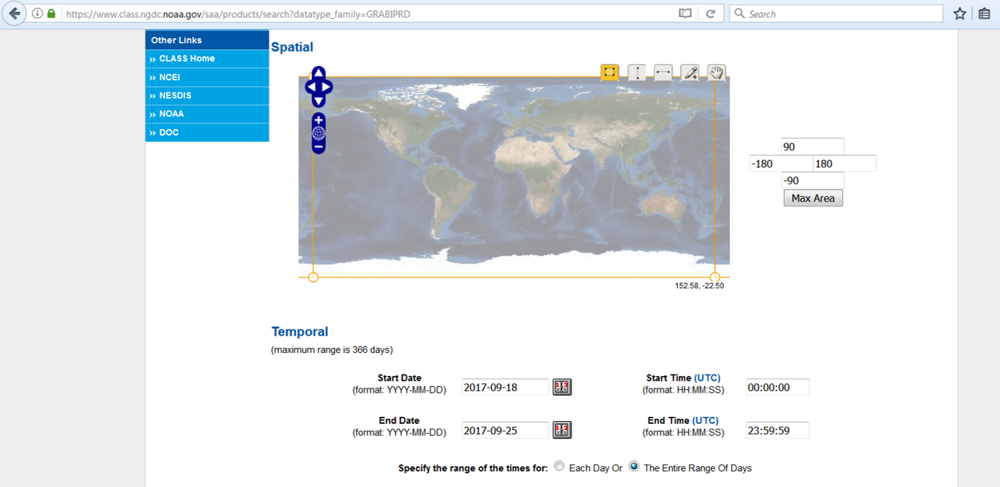 https://www.class.ngdc.noaa.gov/saa/products/search?datatype_family=GRABIPRD
Search
Other Links
›› CLASS Home
›› NCEI
›› NESDIS
›› NOAA
›› DOC
Spatial
90
-180 180
-90
Max Area
152.58, -22.50
Temporal
(maximum range is 366 days)
Start Date
(format: YYYY-MM-DD)
2017-09-18
Start Time (UTC)
(format: HH:MM:SS)
00:00:00
End Date
(format: YYYY-MM-DD)
2017-09-25
End Time (UTC)
(format: HH:MM:SS)
23:59:59
Specify the range of the times for: Each Day Or The Entire Range Of Days